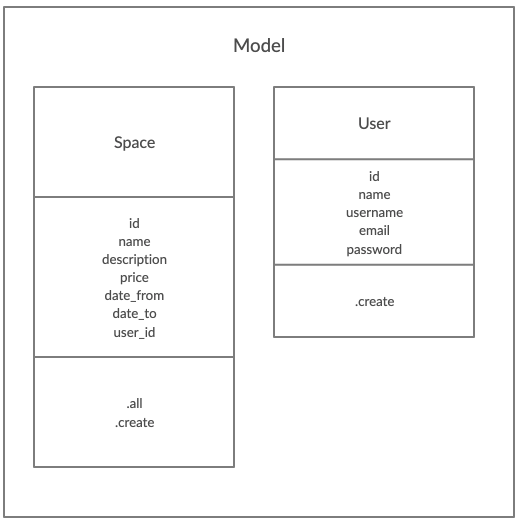 Model
Space
id
name
description
price
date_from
date_to
user_id
.all
.create
User
id
name
username
email
password
.create